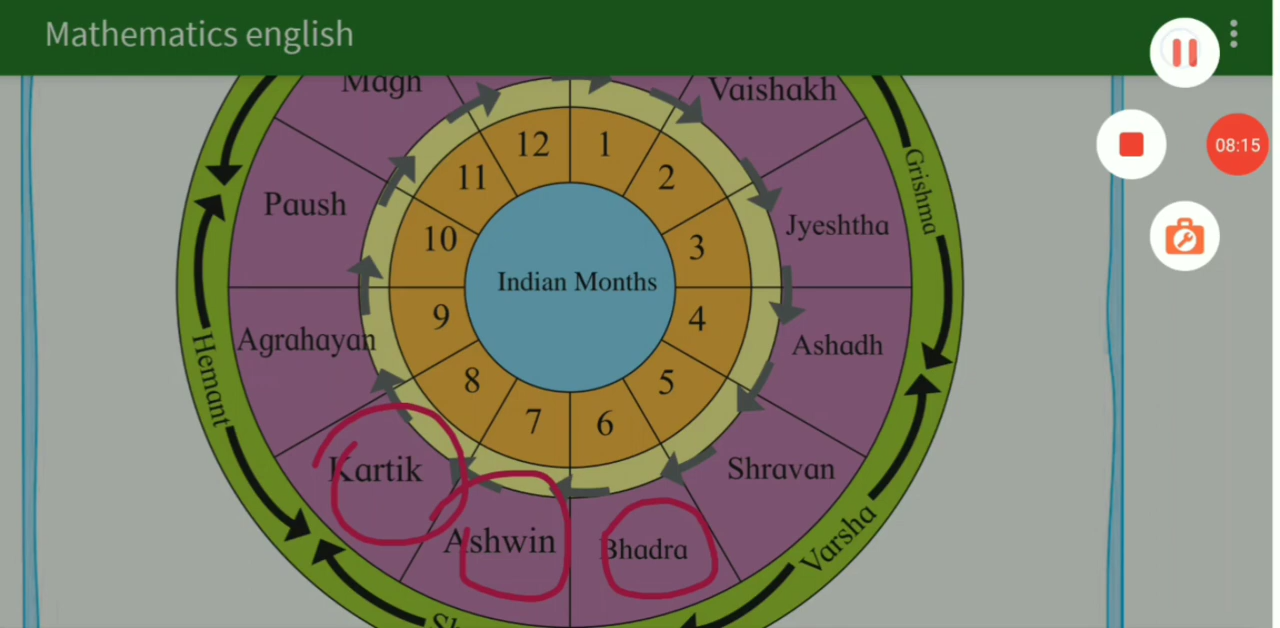 Mathematics english
08:15
Magh
Vaishakh
12
1
11
2
Grishma
Paush
10
3
Jyeshtha
Indian Months
9
4
Agrahayan
Ashadh
Hemant
8
5
7
6
Kartik
Shravan
Ashwin
Bhadra
Varsha